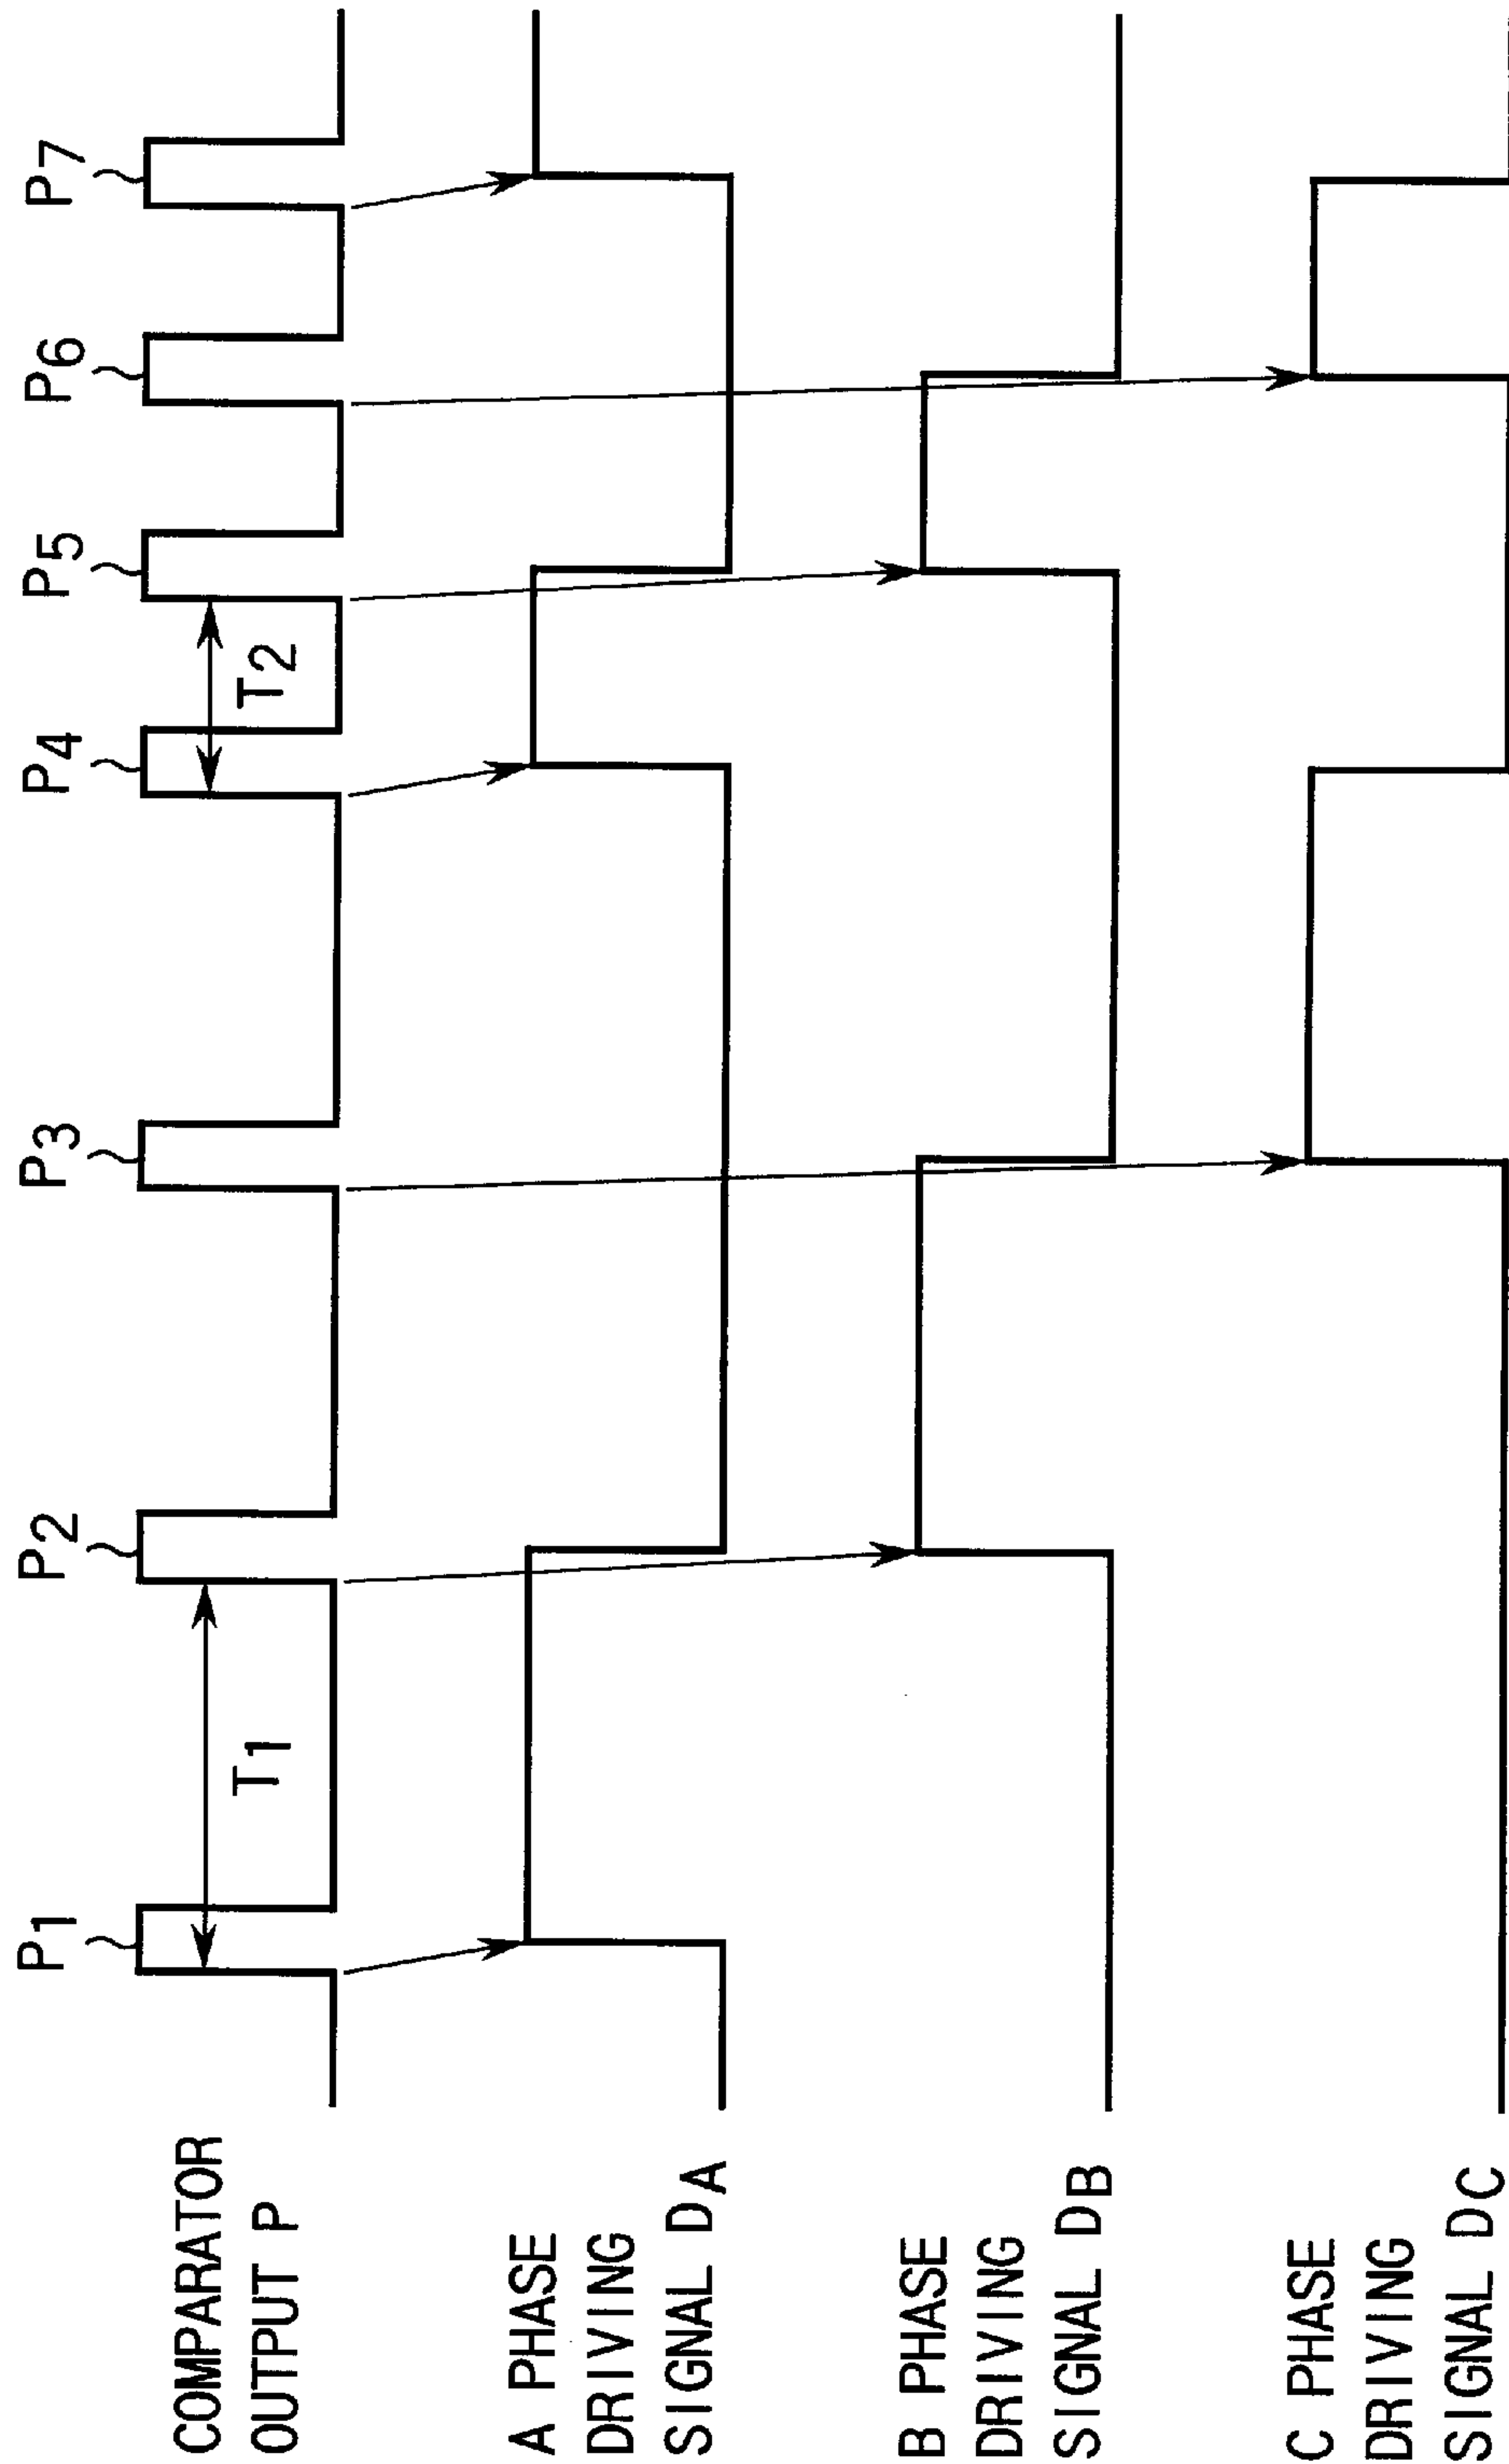 P1
P2
P3
P4
P5
P6
P7
COMPARATOR
OUTPUT P
T1
T2
A PHASE
DRIVING
SIGNAL DA
B PHASE
DRIVING
SIGNAL DB
C PHASE
DRIVING
SIGNAL DC